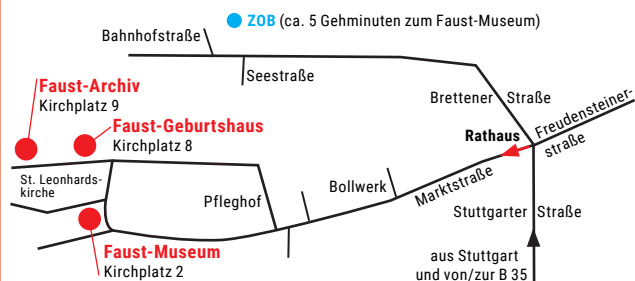 ZOB (ca. 5 Gehminuten zum Faust-Museum)
Bahnhofstraße
Seestraße
Faust-Archiv
Kirchplatz 9
Brettener Straße
Faust-Geburtshaus
Kirchplatz 8
Rathaus
Freudensteiner-
straße
St. Leonhards-
kirche
Pfleghof
Bollwerk
Marktstraße
Stuttgarter Straße
Faust-Museum
Kirchplatz 2
aus Stuttgart
und von/zur B 35